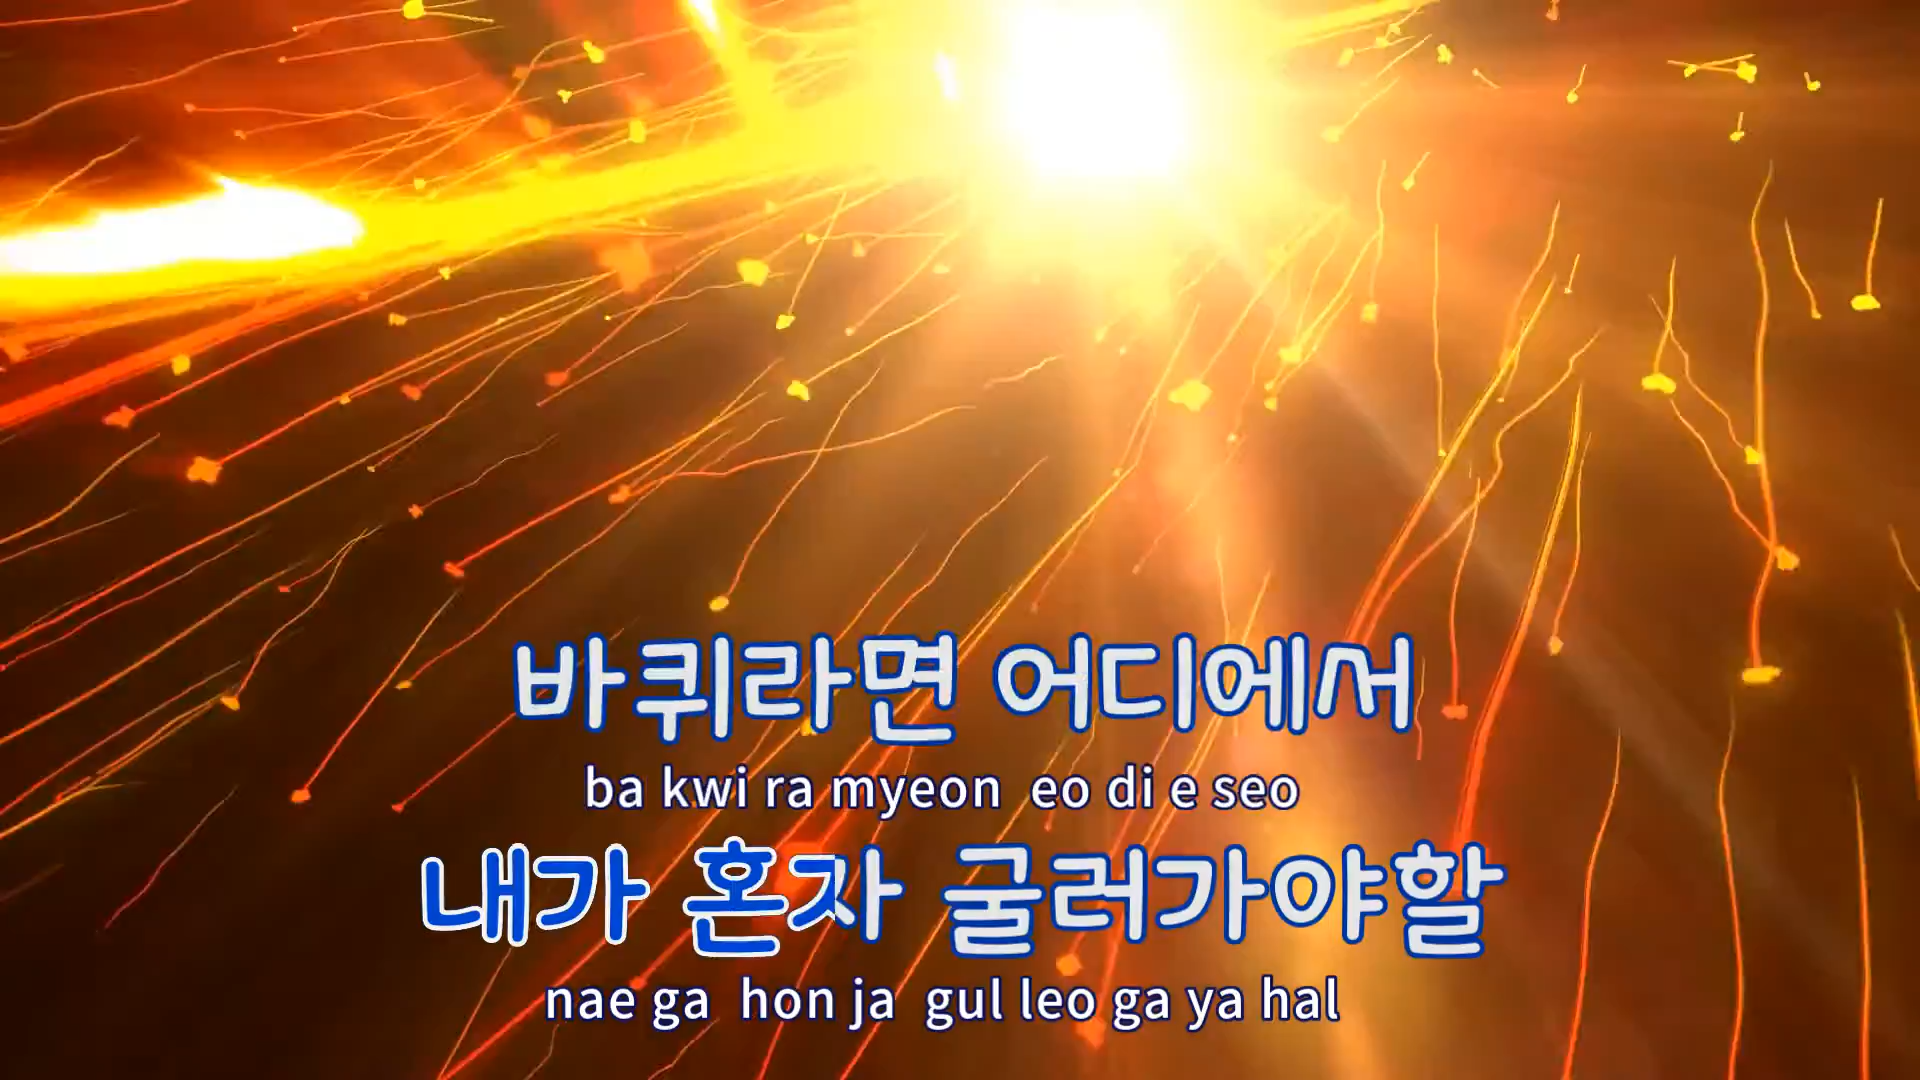 바퀴라면 어디에서
ba kwi ra myeon eo di e seo
내가 혼자 굴러가야할
nae ga hon ja gul leo ga ya hal